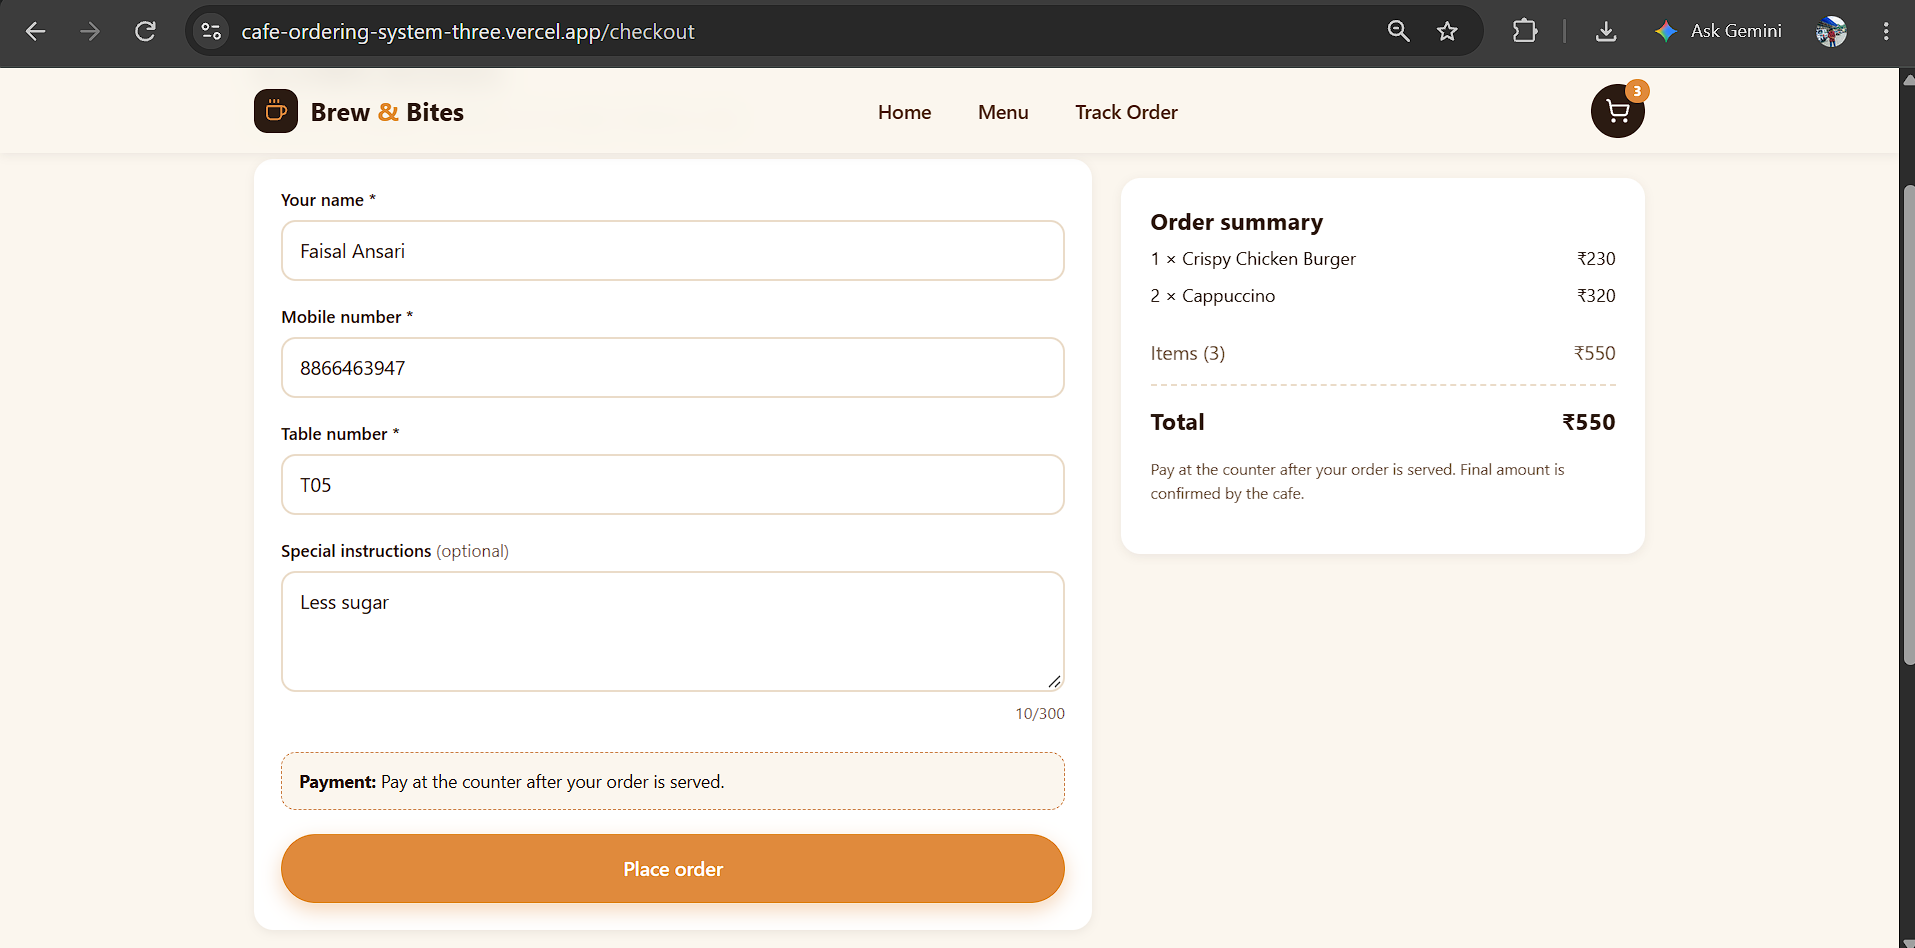 cafe-ordering-system-three.vercel.app/checkout
Ask Gemini
Brew & Bites
Home
Menu
Track Order
3
Your name *
Faisal Ansari
Mobile number *
8866463947
Table number *
T05
Special instructions (optional)
Less sugar
10/300
Payment: Pay at the counter after your order is served.
Place order
Order summary
1 × Crispy Chicken Burger ₹230
2 × Cappuccino ₹320
Items (3) ₹550
Total ₹550
Pay at the counter after your order is served. Final amount is
confirmed by the cafe.